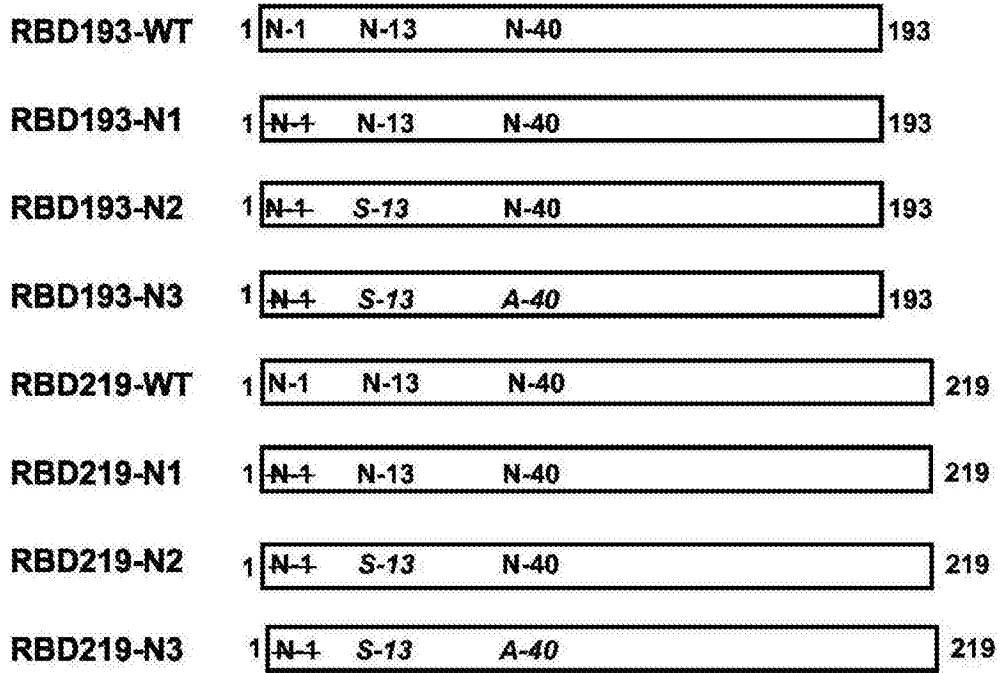 RBD193-WT 1 N-1 N-13 N-40 193
RBD193-N1 1 N-1 N-13 N-40 193
RBD193-N2 1 N-1 S-13 N-40 193
RBD193-N3 1 N-1 S-13 A-40 193
RBD219-WT 1 N-1 N-13 N-40 219
RBD219-N1 1 N-1 N-13 N-40 219
RBD219-N2 1 N-1 S-13 N-40 219
RBD219-N3 1 N-1 S-13 A-40 219